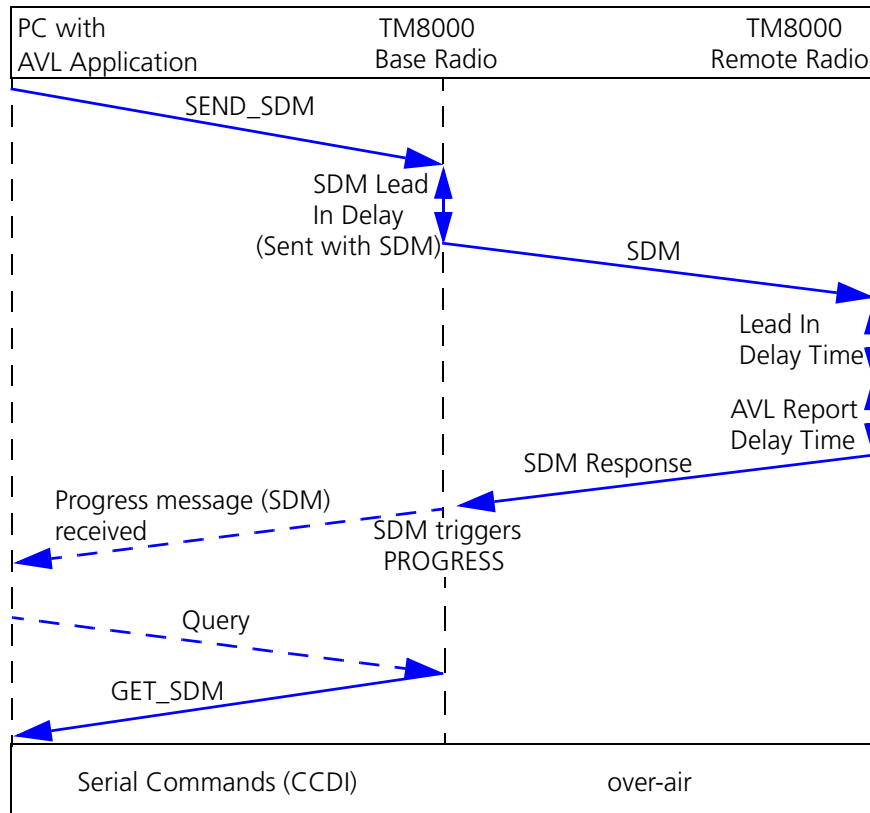 PC with
AVL Application
TM8000
Base Radio
TM8000
Remote Radio
SEND_SDM
SDM Lead
In Delay
(Sent with SDM)
SDM
Lead In
Delay Time
AVL Report
Delay Time
SDM Response
Progress message (SDM)
received
SDM triggers
PROGRESS
Query
GET_SDM
Serial Commands (CCDI)
over-air